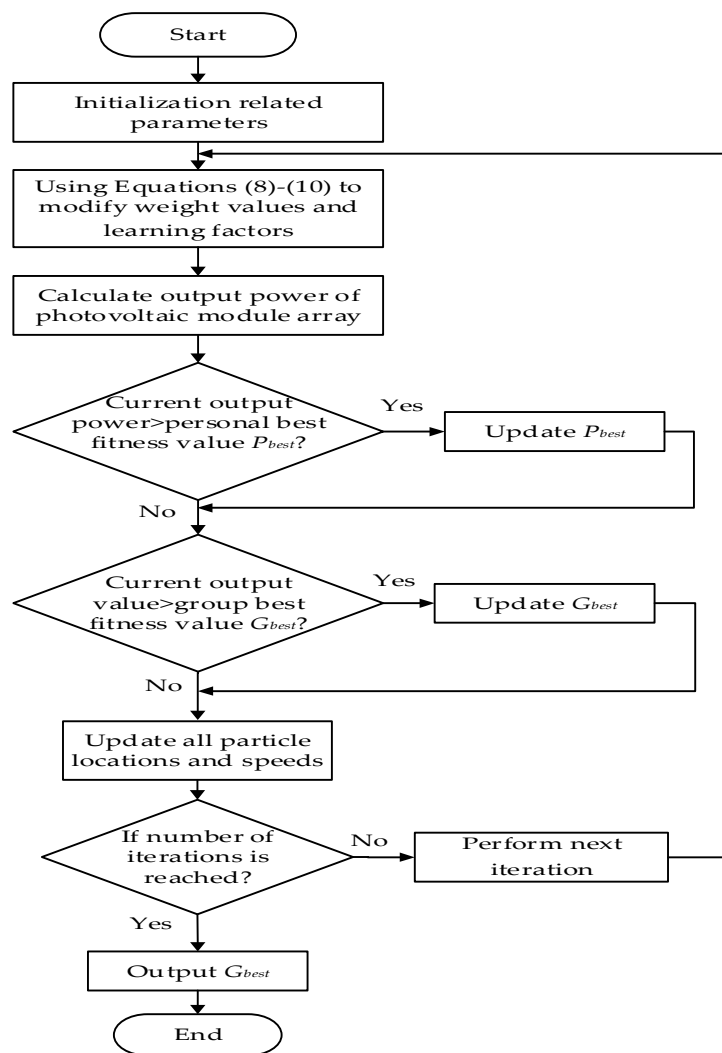 Start
Initialization related
parameters
Using Equations (8)-(10) to
modify weight values and
learning factors
Calculate output power of
photovoltaic module array
Current output
power>personal best
fitness value Pbest?
Yes
Update Pbest
No
Current output
value>group best
fitness value Gbest?
Yes
Update Gbest
No
Update all particle
locations and speeds
If number of
iterations is
reached?
No
Perform next
iteration
Yes
Output Gbest
End